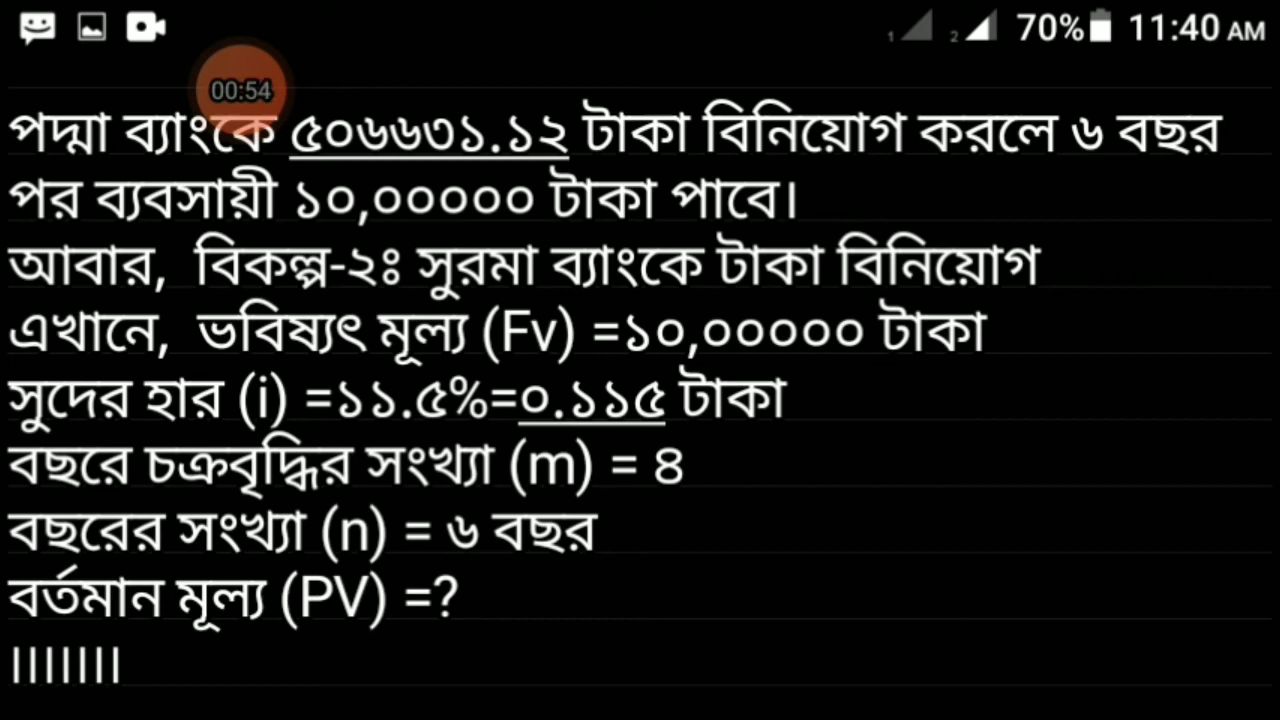 1 2 70% 11:40 AM
00:54
পদ্মা ব্যাংকে ৫০৬৬৩১.১২ টাকা বিনিয়োগ করলে ৬ বছর
পর ব্যবসায়ী ১০,০০০০০ টাকা পাবে।
আবার, বিকল্প-২ঃ সুরমা ব্যাংকে টাকা বিনিয়োগ
এখানে, ভবিষ্যৎ মূল্য (Fv) =১০,০০০০০ টাকা
সুদের হার (i) =১১.৫%=০.১১৫ টাকা
বছরে চক্রবৃদ্ধির সংখ্যা (m) = ৪
বছরের সংখ্যা (n) = ৬ বছর
বর্তমান মূল্য (PV) =?
|||||||